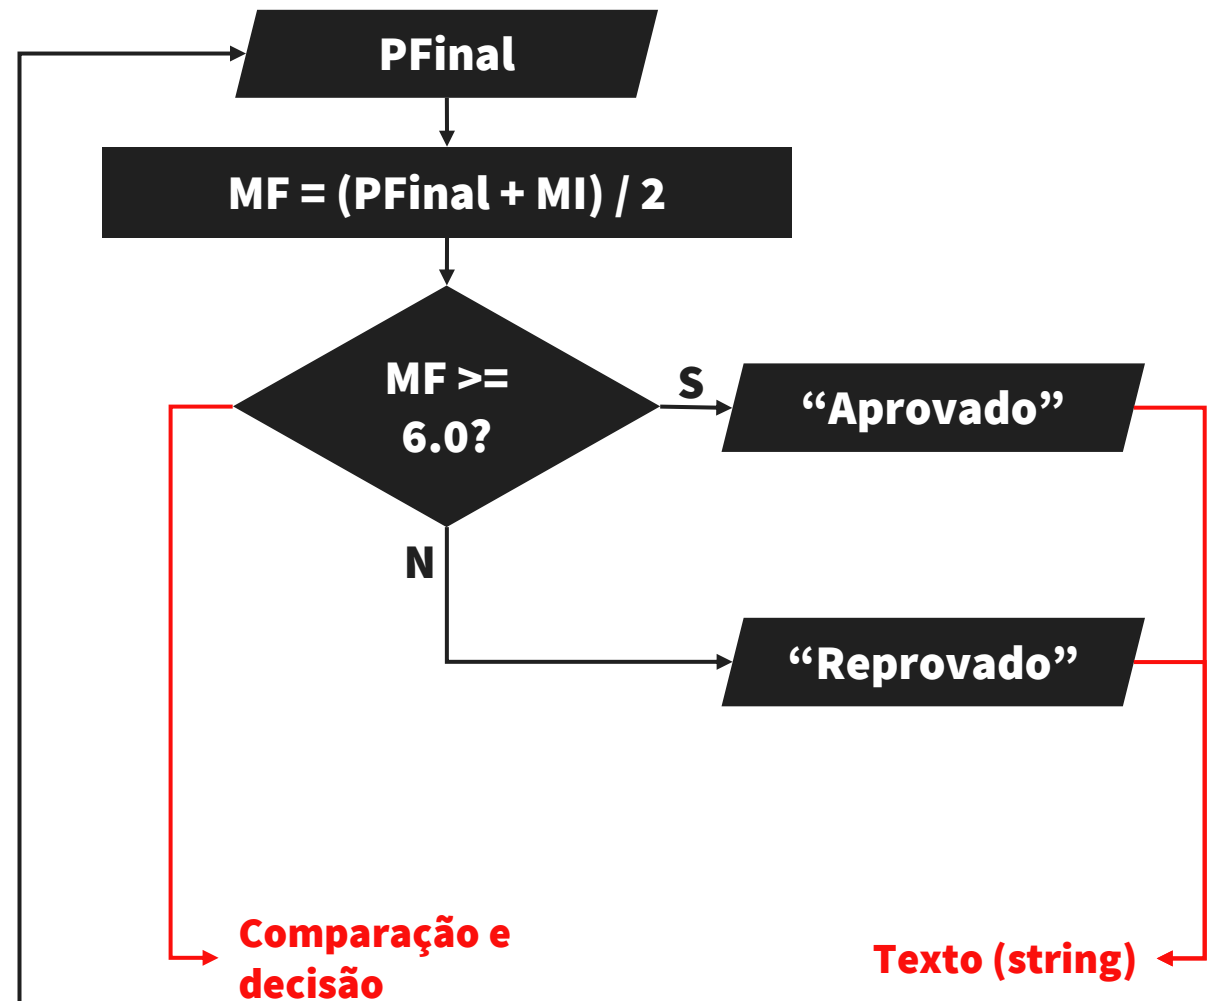 PFinal
MF = (PFinal + MI) / 2
MF >=
6.0?
S
“Aprovado”
N
“Reprovado”
Comparação e
decisão
Texto (string)